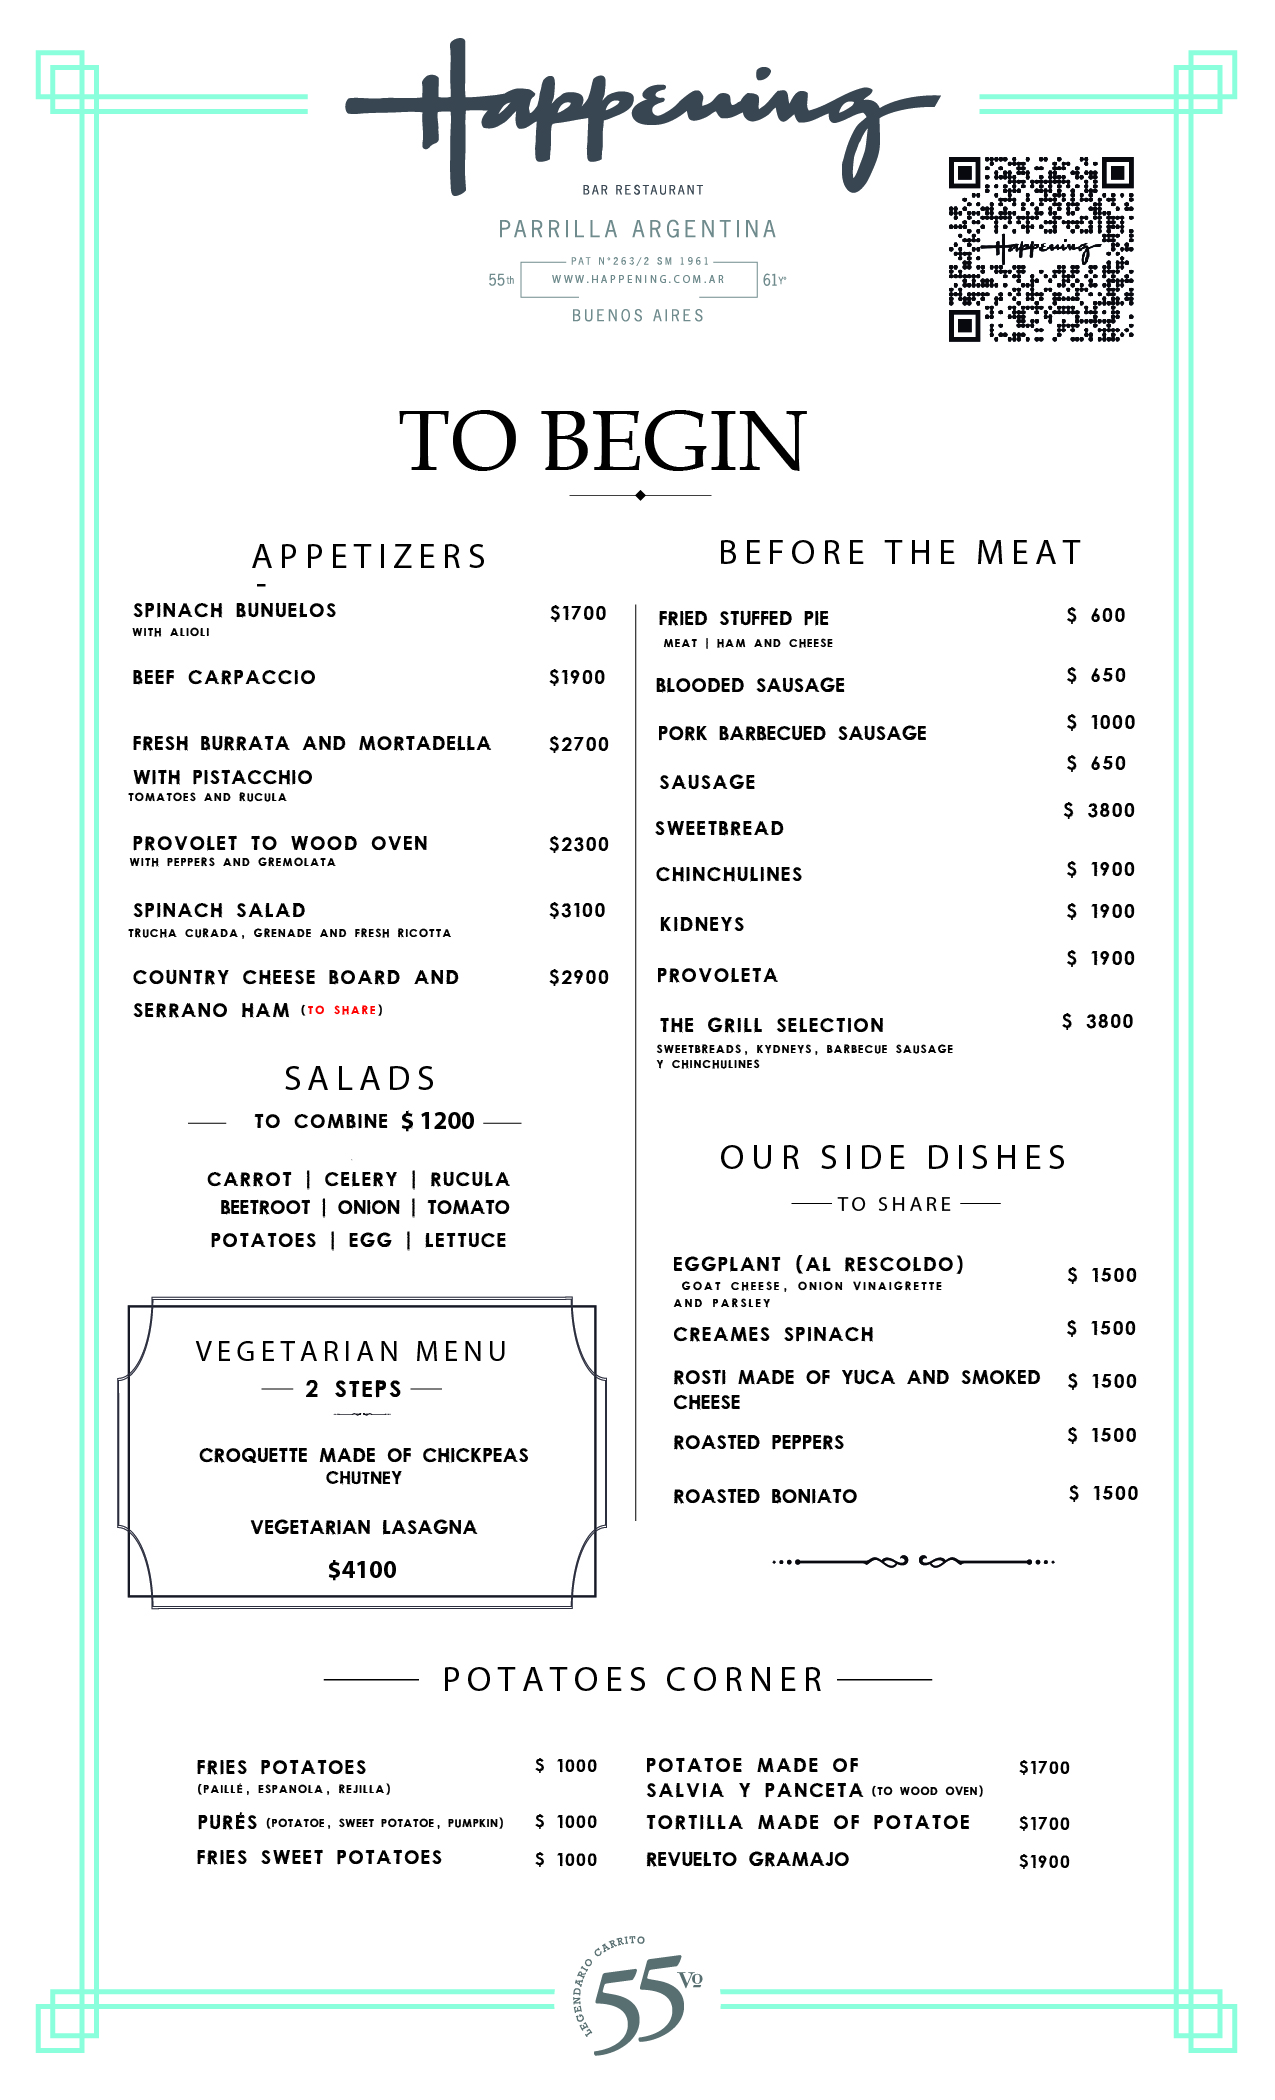 Happening
BAR RESTAURANT
PARRILLA ARGENTINA
PAT N°263/2 SM 1961
55th WWW.HAPPENING.COM.AR 61Yº
BUENOS AIRES
Happening
TO BEGIN
APPETIZERS
-
SPINACH BUNUELOS $1700
WITH ALIOLI
BEEF CARPACCIO $1900
FRESH BURRATA AND MORTADELLA $2700
WITH PISTACCHIO
TOMATOES AND RUCULA
PROVOLET TO WOOD OVEN $2300
WITH PEPPERS AND GREMOLATA
SPINACH SALAD $3100
TRUCHA CURADA, GRENADE AND FRESH RICOTTA
COUNTRY CHEESE BOARD AND $2900
SERRANO HAM (TO SHARE)
SALADS
TO COMBINE $ 1200
CARROT | CELERY | RUCULA
BEETROOT | ONION | TOMATO
POTATOES | EGG | LETTUCE
VEGETARIAN MENU
2 STEPS
CROQUETTE MADE OF CHICKPEAS
CHUTNEY
VEGETARIAN LASAGNA
$4100
BEFORE THE MEAT
FRIED STUFFED PIE $ 600
MEAT | HAM AND CHEESE
BLOODED SAUSAGE $ 650
PORK BARBECUED SAUSAGE $ 1000
SAUSAGE $ 650
SWEETBREAD $ 3800
CHINCHULINES $ 1900
KIDNEYS $ 1900
PROVOLETA $ 1900
THE GRILL SELECTION $ 3800
SWEETBREADS, KYDNEYS, BARBECUE SAUSAGE
Y CHINCHULINES
OUR SIDE DISHES
TO SHARE
EGGPLANT (AL RESCOLDO) $ 1500
GOAT CHEESE, ONION VINAIGRETTE
AND PARSLEY
CREAMES SPINACH $ 1500
ROSTI MADE OF YUCA AND SMOKED $ 1500
CHEESE
ROASTED PEPPERS $ 1500
ROASTED BONIATO $ 1500
POTATOES CORNER
FRIES POTATOES $ 1000
(PAILLÉ, ESPANOLA, REJILLA)
PURÉS (POTATOE, SWEET POTATOE, PUMPKIN) $ 1000
FRIES SWEET POTATOES $ 1000
POTATOE MADE OF $1700
SALVIA Y PANCETA (TO WOOD OVEN)
TORTILLA MADE OF POTATOE $1700
REVUELTO GRAMAJO $1900
LEGENDARIO CARRITO
55 Vº